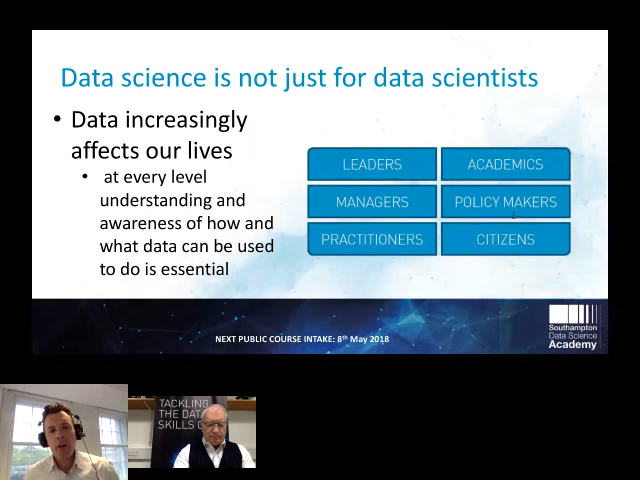 Data science is not just for data scientists
• Data increasingly
affects our lives
• at every level
understanding and
awareness of how and
what data can be used
to do is essential
LEADERS
ACADEMICS
MANAGERS
POLICY MAKERS
PRACTITIONERS
CITIZENS
NEXT PUBLIC COURSE INTAKE: 8th May 2018
Southampton
Data Science
Academy
TACKLING
THE DATA
SKILLS